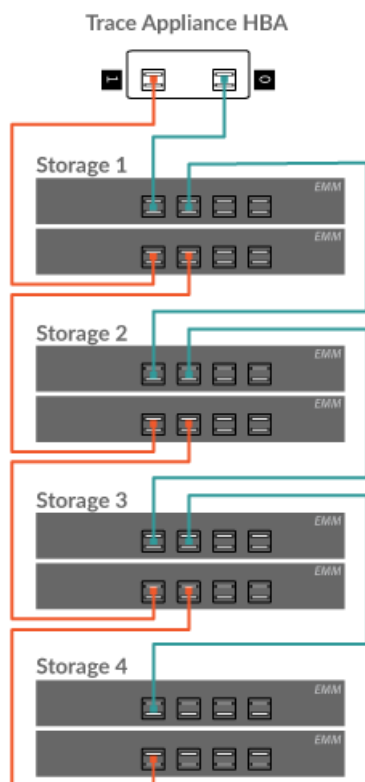 Trace Appliance HBA
1
0
Storage 1
EMM
EMM
Storage 2
EMM
EMM
Storage 3
EMM
EMM
Storage 4
EMM
EMM